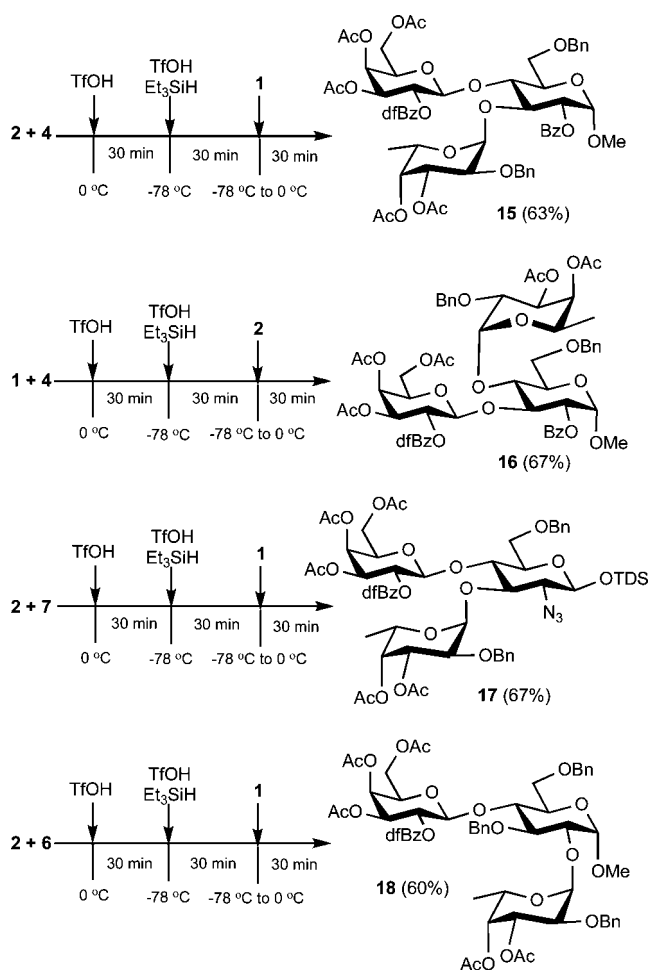 TfOH
TfOH
Et3SiH
1
2 + 4
30 min
30 min
30 min
0 °C
-78 °C
-78 °C to 0 °C
AcO
OAc
O
O
OBn
O
AcO
dfBzO
O
BzO
OMe
O
OBn
AcO
OAc
15 (63%)
TfOH
TfOH
Et3SiH
2
1 + 4
30 min
30 min
30 min
0 °C
-78 °C
-78 °C to 0 °C
AcO
OAc
BnO
O
O
OBn
AcO
OAc
O
O
O
AcO
dfBzO
BzO
OMe
16 (67%)
TfOH
TfOH
Et3SiH
1
2 + 7
30 min
30 min
30 min
0 °C
-78 °C
-78 °C to 0 °C
AcO
OAc
O
O
OBn
O
OTDS
AcO
dfBzO
O
N3
O
OBn
AcO
OAc
17 (67%)
TfOH
TfOH
Et3SiH
1
2 + 6
30 min
30 min
30 min
0 °C
-78 °C
-78 °C to 0 °C
AcO
OAc
O
O
OBn
O
AcO
dfBzO
BnO
O
OMe
18 (60%)
O
OBn
AcO
OAc